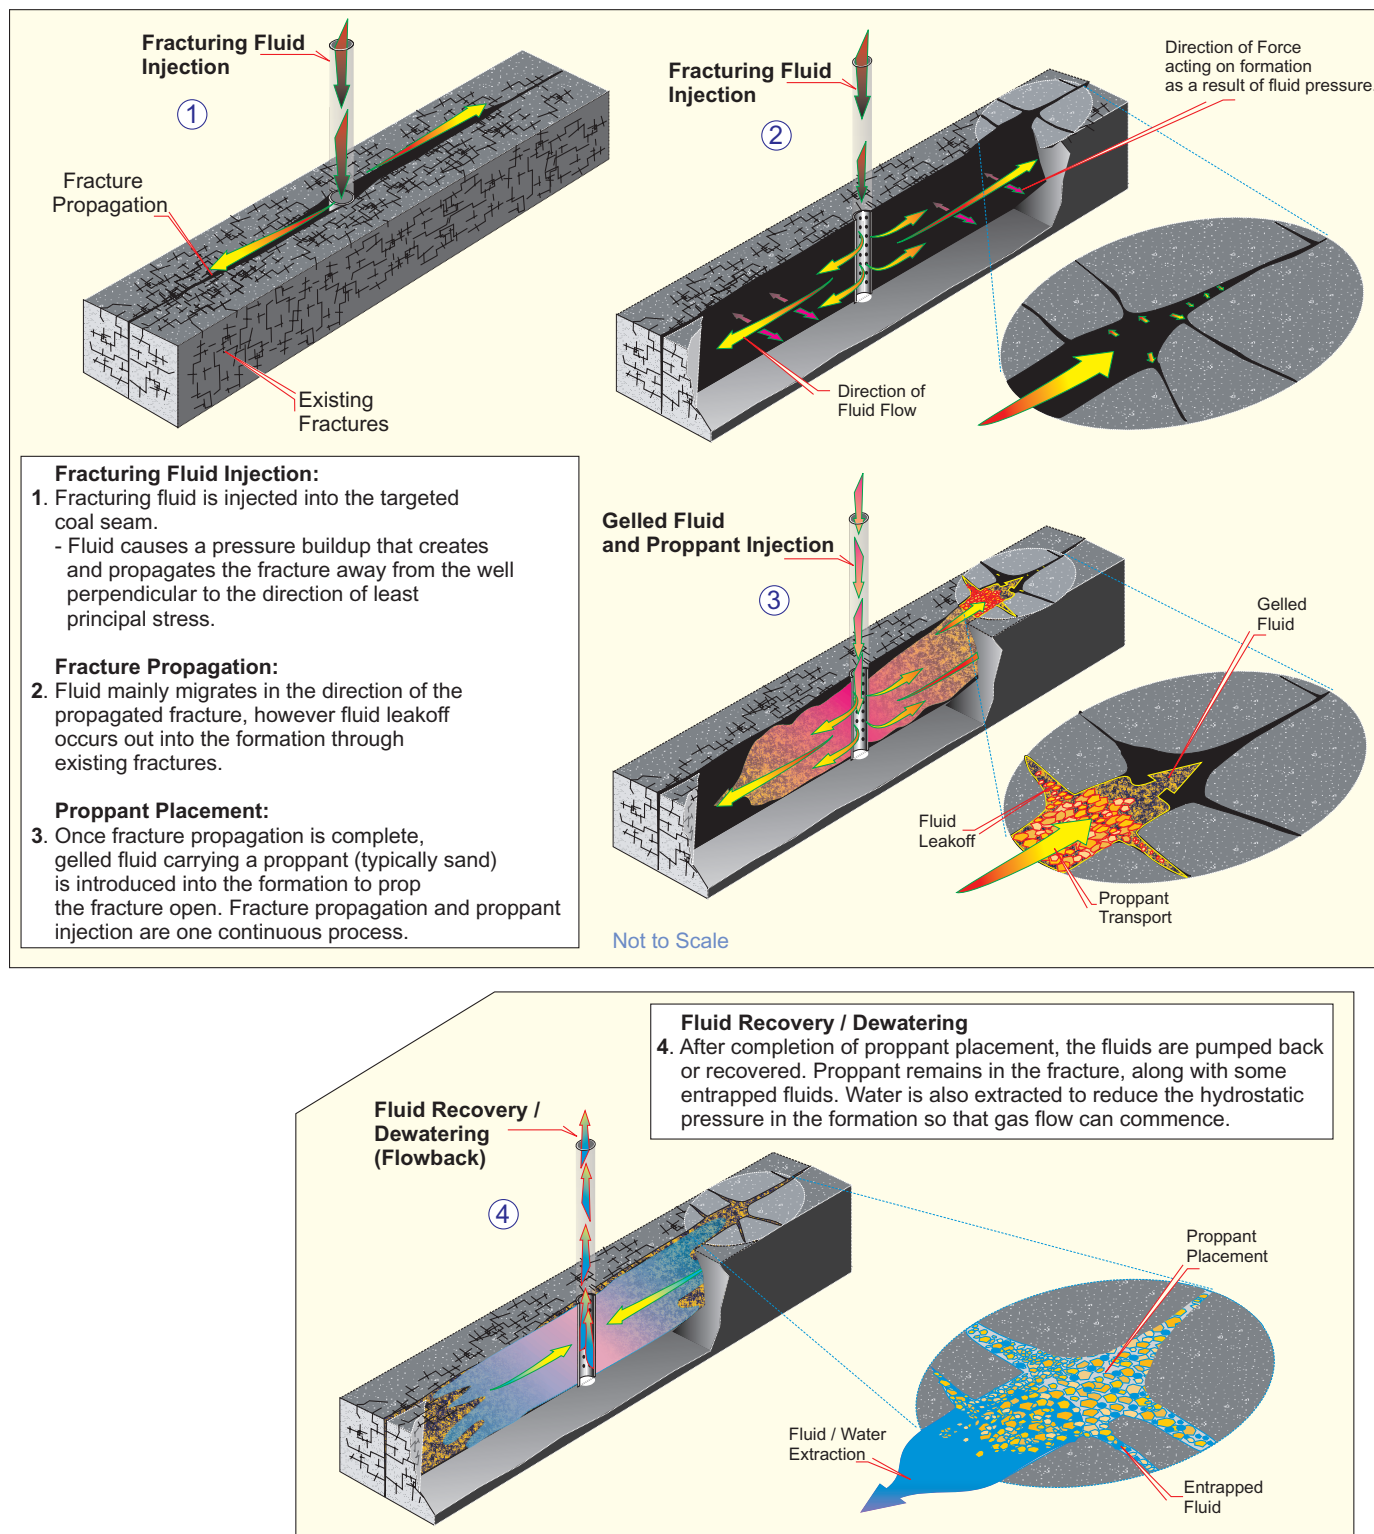 Fracturing Fluid
Injection
1
Fracture
Propagation
Existing
Fractures
Fracturing Fluid
Injection
2
Direction of Force
acting on formation
as a result of fluid pressure.
Direction of
Fluid Flow
Fracturing Fluid Injection:
1. Fracturing fluid is injected into the targeted
coal seam.
- Fluid causes a pressure buildup that creates
and propagates the fracture away from the well
perpendicular to the direction of least
principal stress.
Fracture Propagation:
2. Fluid mainly migrates in the direction of the
propagated fracture, however fluid leakoff
occurs out into the formation through
existing fractures.
Proppant Placement:
3. Once fracture propagation is complete,
gelled fluid carrying a proppant (typically sand)
is introduced into the formation to prop
the fracture open. Fracture propagation and proppant
injection are one continuous process.
Gelled Fluid
and Proppant Injection
3
Gelled
Fluid
Fluid
Leakoff
Proppant
Transport
Not to Scale
Fluid Recovery / Dewatering
4. After completion of proppant placement, the fluids are pumped back
or recovered. Proppant remains in the fracture, along with some
entrapped fluids. Water is also extracted to reduce the hydrostatic
pressure in the formation so that gas flow can commence.
Fluid Recovery /
Dewatering
(Flowback)
4
Proppant
Placement
Fluid / Water
Extraction
Entrapped
Fluid